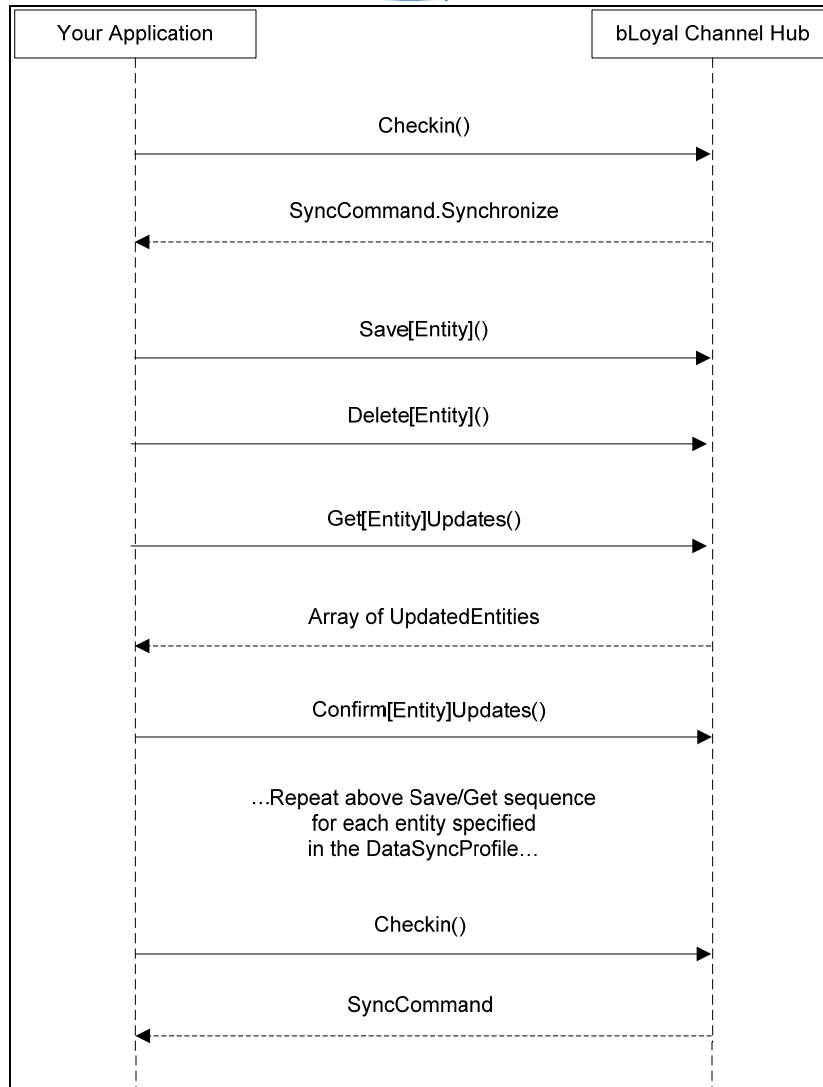 Your Application
bLoyal Channel Hub
Checkin()
SyncCommand.Synchronize
Save[Entity]()
Delete[Entity]()
Get[Entity]Updates()
Array of UpdatedEntities
Confirm[Entity]Updates()
…Repeat above Save/Get sequence
for each entity specified
in the DataSyncProfile…
Checkin()
SyncCommand